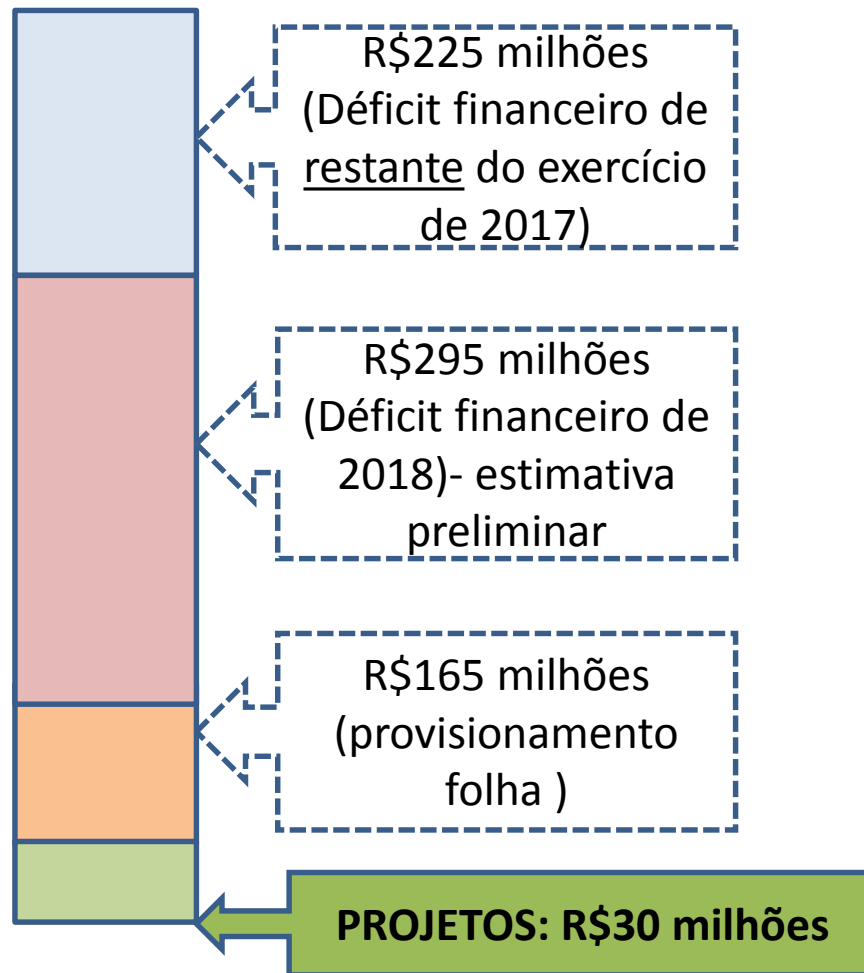 R$225 milhões
(Déficit financeiro de
restante do exercício
de 2017)
R$295 milhões
(Déficit financeiro de
2018)- estimativa
preliminar
R$165 milhões
(provisionamento
folha )
PROJETOS: R$30 milhões